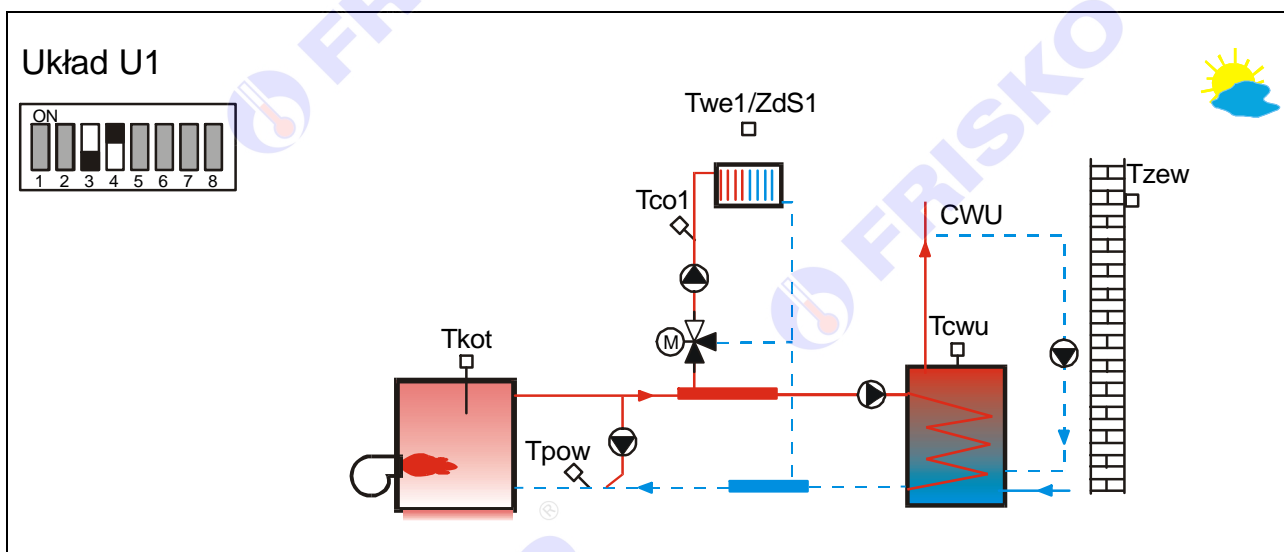 FRISKO
Układ U1
ON
1 2 3 4 5 6 7 8
Twe1/ZdS1
Tco1
Tzew
CWU
FRISKO
Tkot
Tcwu
M
Tpow
®